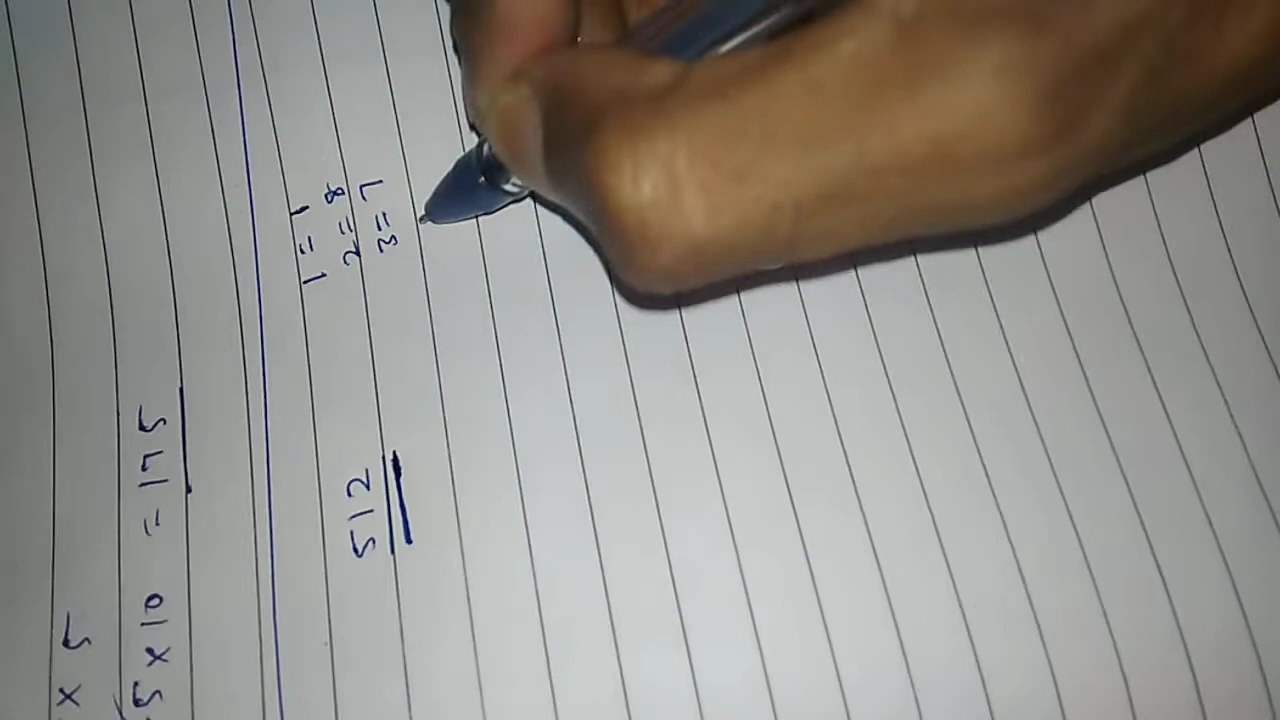 × 5
5 × 10 = 175
1 = 1
2 = 8
3 = 7
512